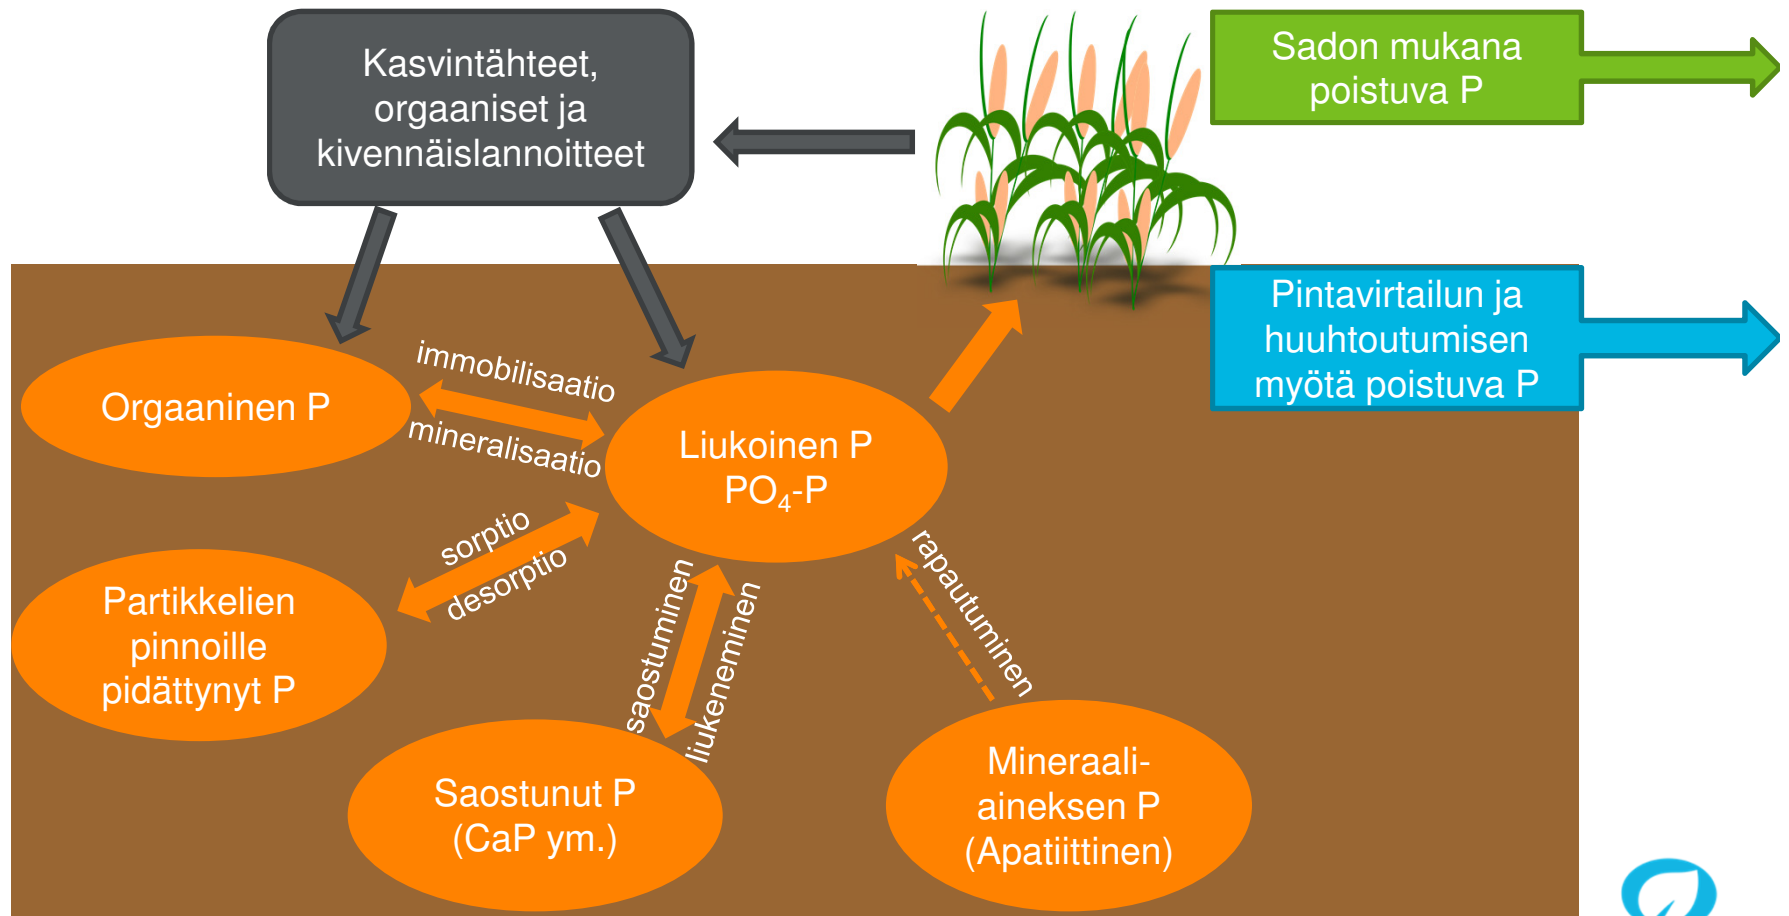 Kasvintähteet,
orgaaniset ja
kivennäislannoitteet
Sadon mukana
poistuva P
Pintavirtailun ja
huuhtoutumisen
myötä poistuva P
Orgaaninen P
immobilisaatio
mineralisaatio
Liukoinen P
PO₄-P
sorptio
desorptio
Partikkelien
pinnoille
pidättynyt P
saostuminen
liukeneminen
rapautuminen
Saostunut P
(CaP ym.)
Mineraali-
aineksen P
(Apatiittinen)